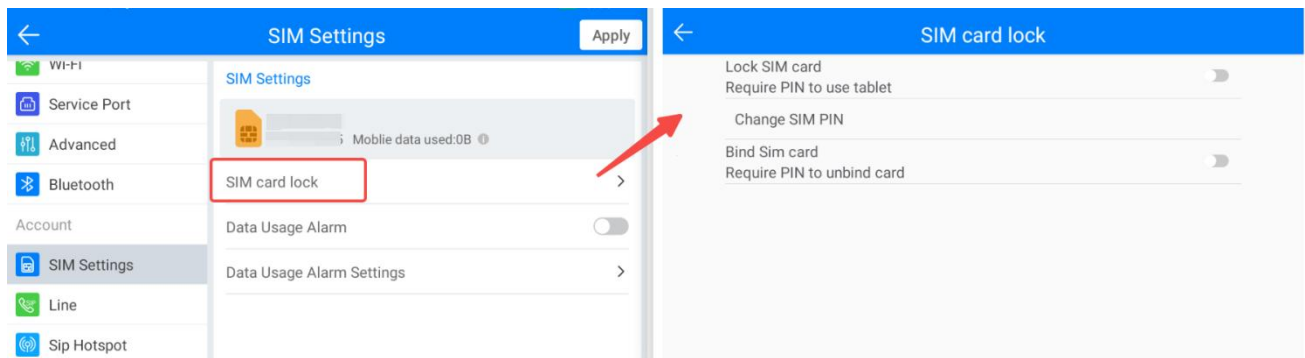 SIM Settings
Apply
Service Port
Advanced
Bluetooth
Account
SIM Settings
Line
Sip Hotspot
SIM Settings
Moblie data used:0B
SIM card lock
Data Usage Alarm
Data Usage Alarm Settings
SIM card lock
Lock SIM card
Require PIN to use tablet
Change SIM PIN
Bind Sim card
Require PIN to unbind card